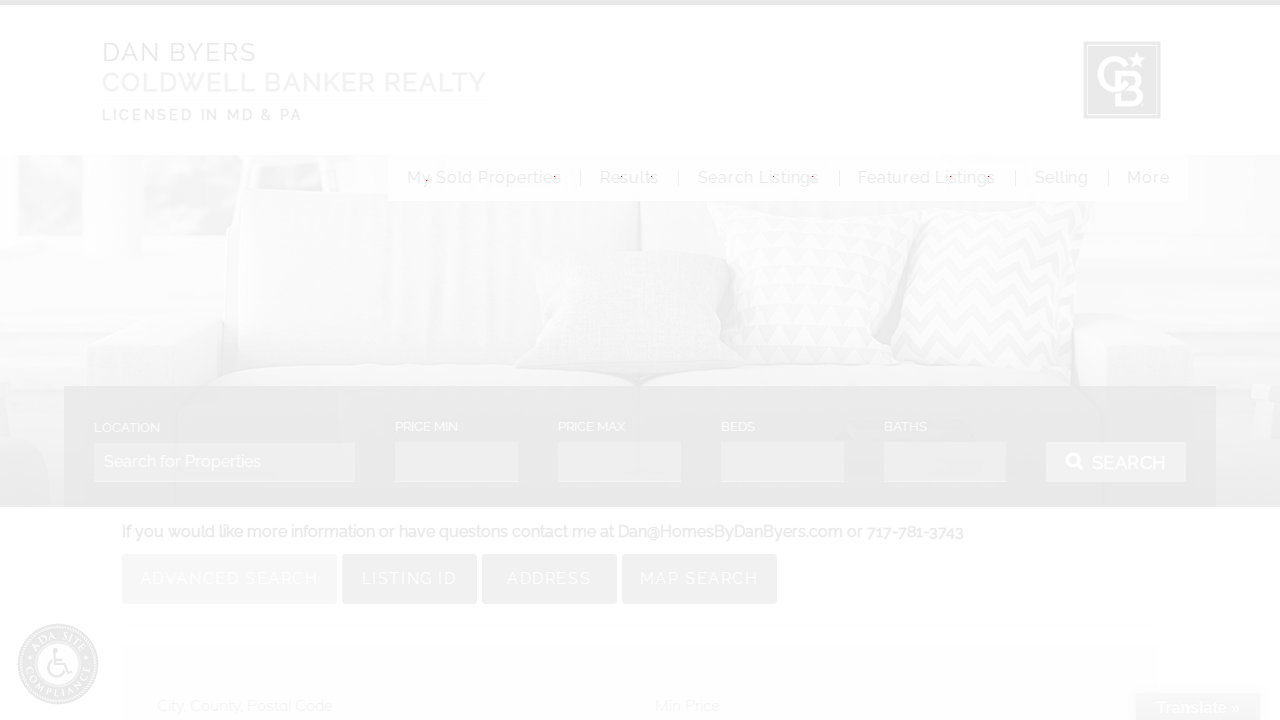 DAN BYERS
COLDWELL BANKER REALTY
LICENSED IN MD & PA
CB
My Sold Properties Results Search Listings Featured Listings Selling More
LOCATION PRICE MIN PRICE MAX BEDS BATHS
Search for Properties SEARCH
If you would like more information or have questons contact me at Dan@HomesByDanByers.com or 717-781-3743
ADVANCED SEARCH LISTING ID ADDRESS MAP SEARCH
ADA SITE COMPLIANCE
City, County, Postal Code Min Price
Translate »